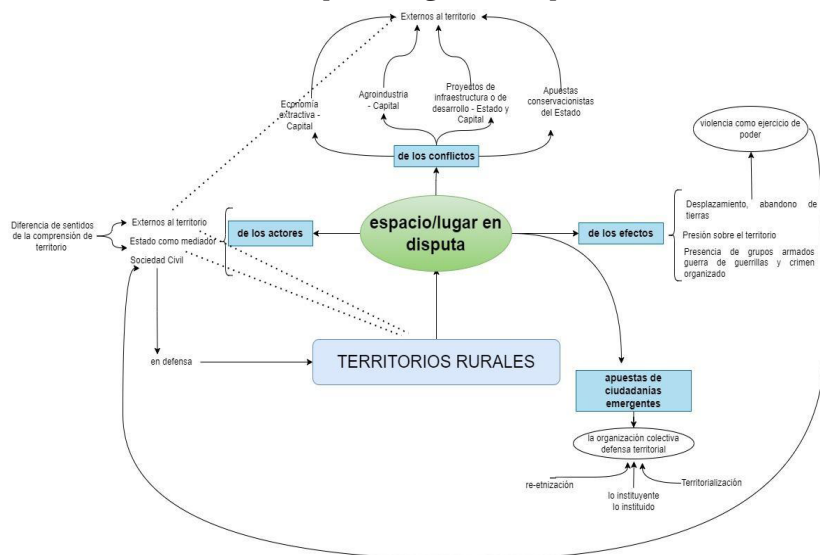 Externos al territorio
Economía
extractiva -
Capital
Agroindustria
- Capital
Proyectos de
infraestructura o de
desarrollo - Estado y
Capital
Apuestas
conservacionistas
del Estado
de los conflictos
violencia como ejercicio de
poder
Diferencia de sentidos
de la comprensión de
territorio
Externos al territorio
Estado como mediador
Sociedad Civil
de los actores
espacio/lugar en
disputa
de los efectos
Desplazamiento, abandono de
tierras
Presión sobre el territorio
Presencia de grupos armados
guerra de guerrillas y crimen
organizado
en defensa
TERRITORIOS RURALES
apuestas de
ciudadanías
emergentes
la organización colectiva
defensa territorial
re-etnización
lo instituyente
lo instituido
Territorialización